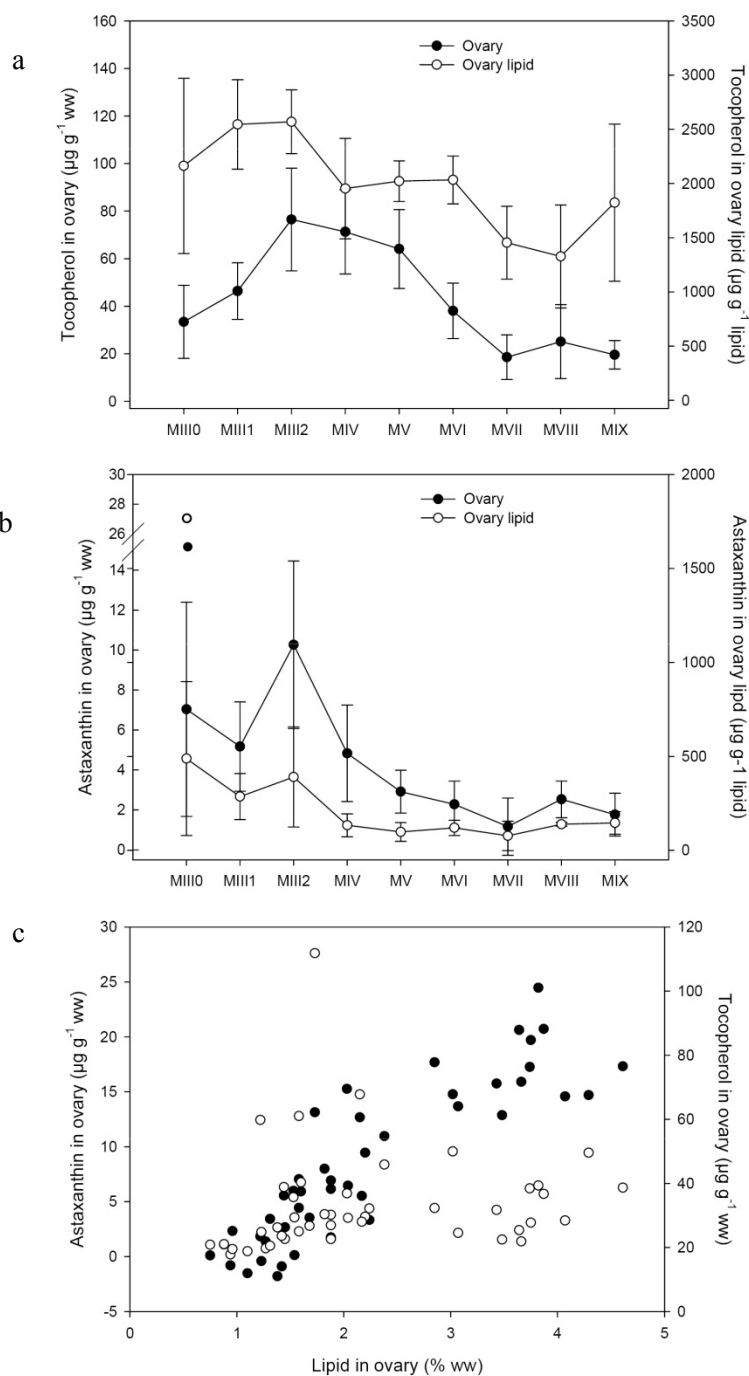 a
160
140
120
100
80
60
40
20
0
Tocopherol in ovary (µg g-1 ww)
Ovary
Ovary lipid
3500
3000
2500
2000
1500
1000
500
0
Tocopherol in ovary lipid (µg g-1 lipid)
MIII0 MIII1 MIII2 MIV MV MVI MVII MVIII MIX
b
30
28
26
14
10
8
6
4
2
0
Astaxanthin in ovary (µg g-1 ww)
Ovary
Ovary lipid
2000
1500
1000
500
0
Astaxanthin in ovary lipd (µg g-1 lipid)
MIII0 MIII1 MIII2 MIV MV MVI MVII MVIII MIX
c
30
25
20
15
10
5
0
-5
Astaxanthin in ovary (µg g-1 ww)
120
100
80
60
40
20
0
Tocopherol in ovary (µg g-1 ww)
0 1 2 3 4 5
Lipid in ovary (% ww)